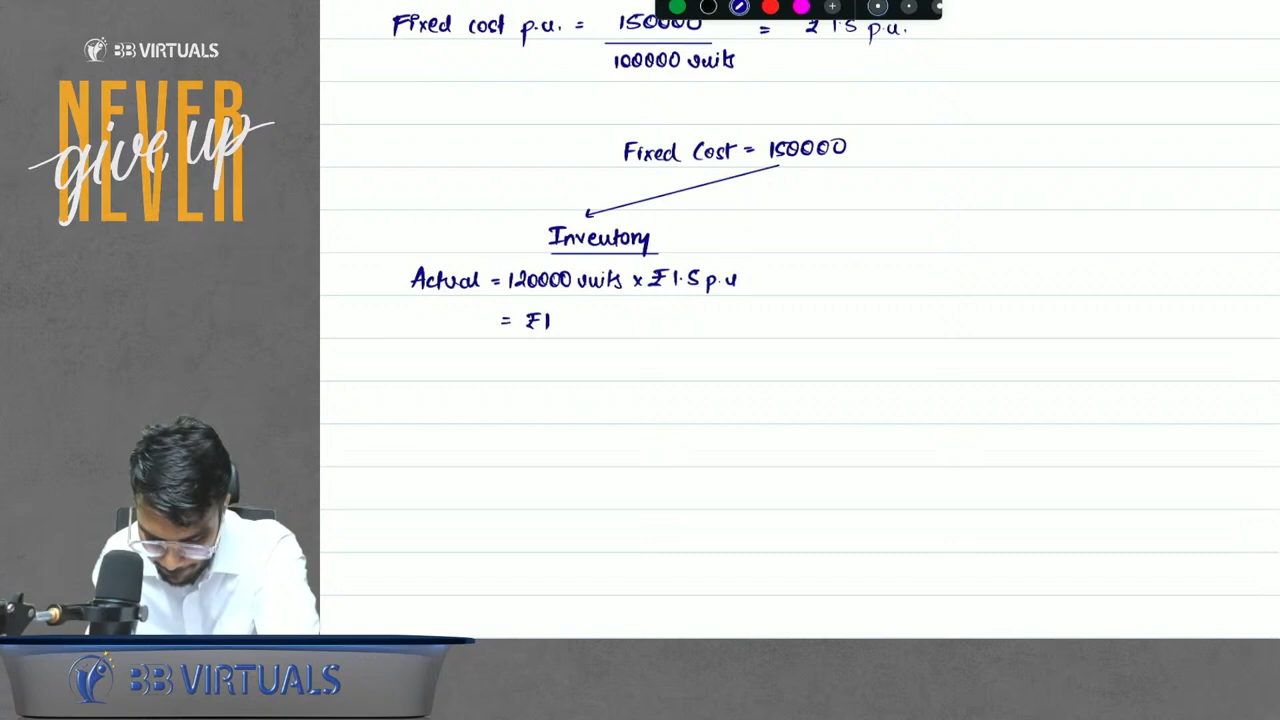 BB VIRTUALS
NEVER
give up
NEVER
Fixed cost p.u. = 150000 / 100000 units = ₹ 1.5 p.u.
Fixed Cost = 150000
Inventory
Actual = 120000 units x ₹1.5 p.u
= ₹1
BB VIRTUALS